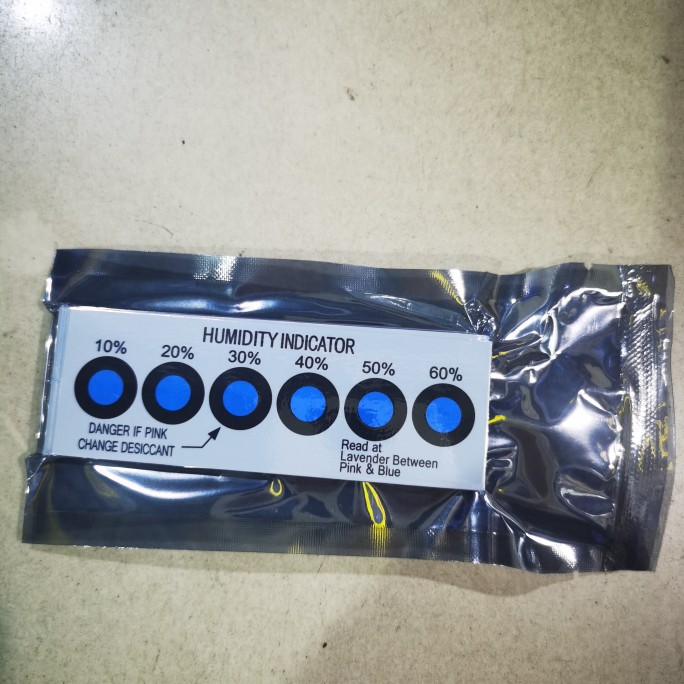 HUMIDITY INDICATOR
10% 20% 30% 40% 50% 60%
DANGER IF PINK
CHANGE DESICCANT
Read at
Lavender Between
Pink & Blue